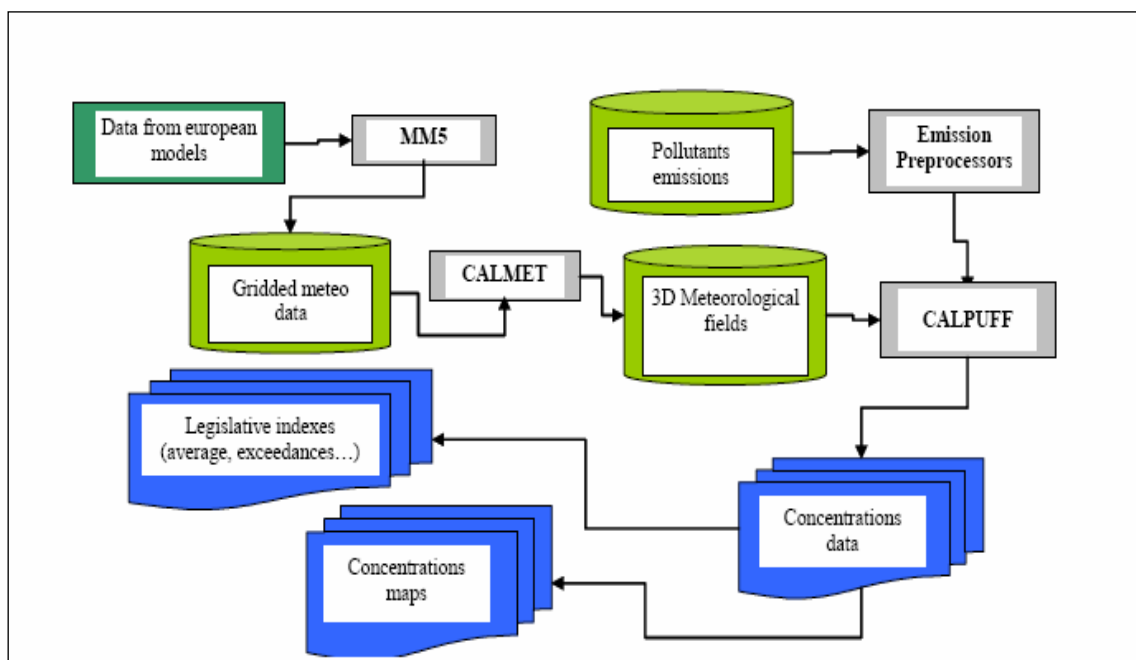 Data from european
models
MM5
Pollutants
emissions
Emission
Preprocessors
Gridded meteo
data
CALMET
3D Meteorological
fields
CALPUFF
Legislative indexes
(average, exceedances…)
Concentrations
data
Concentrations
maps